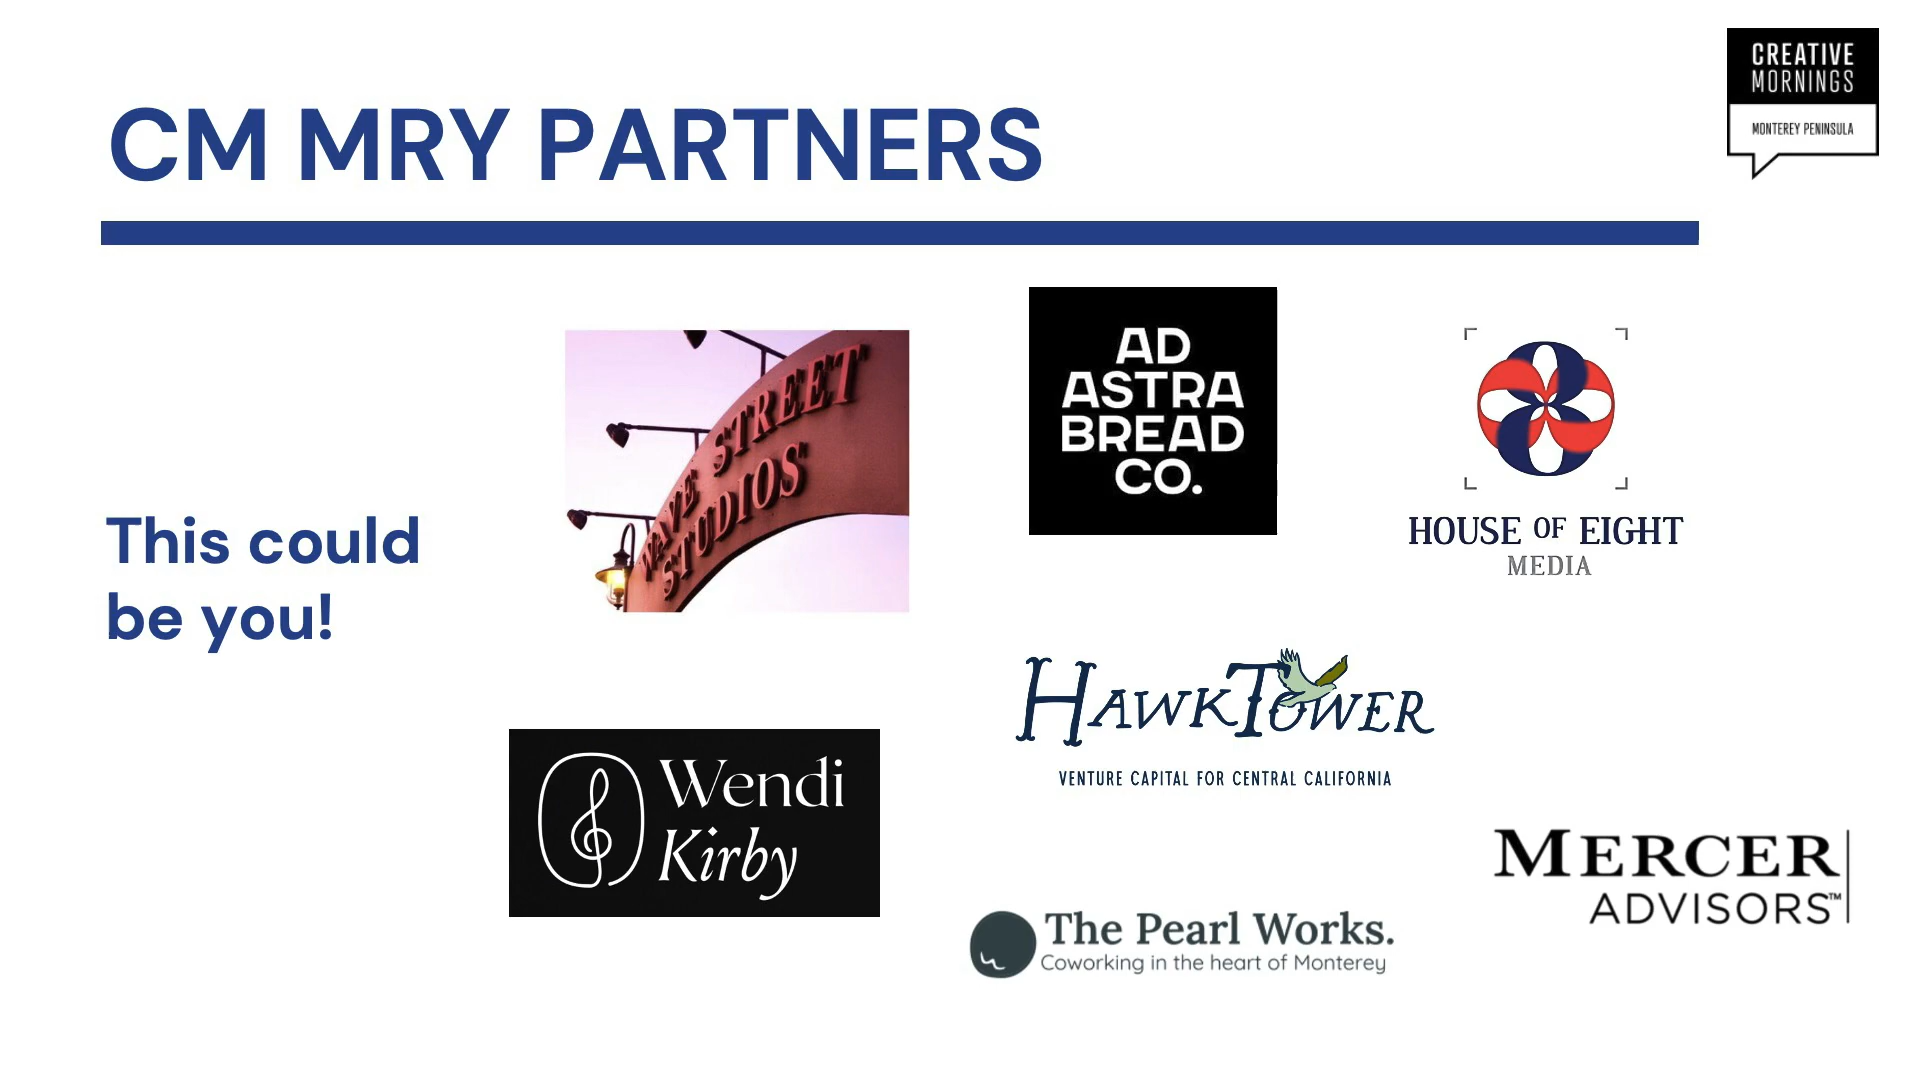 CM MRY PARTNERS
CREATIVE
MORNINGS
MONTEREY PENINSULA
This could
be you!
WAVE STREET
STUDIOS
AD
ASTRA
BREAD
CO.
HOUSE OF EIGHT
MEDIA
HAWKTOWER
VENTURE CAPITAL FOR CENTRAL CALIFORNIA
Wendi
Kirby
MERCER
ADVISORS™
The Pearl Works.
Coworking in the heart of Monterey